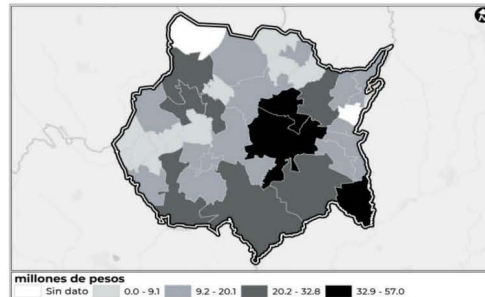 millones de pesos
Sin dato 0.0 - 9.1 9.2 - 20.1 20.2 - 32.8 32.9 - 57.0